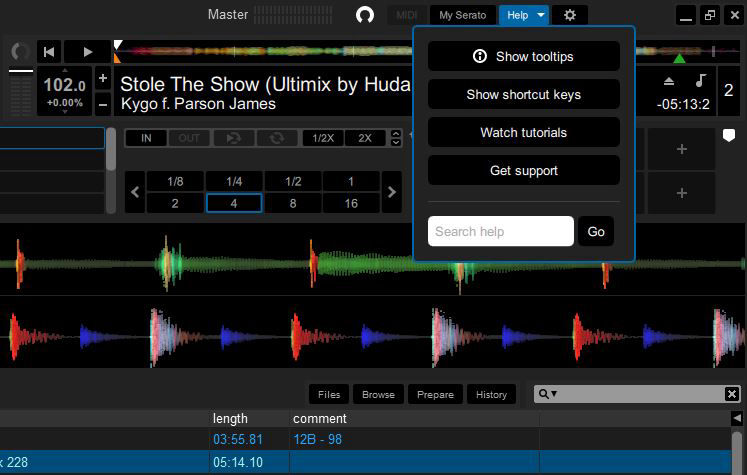 Master
MIDI
My Serato
Help
Show tooltips
Show shortcut keys
Watch tutorials
Get support
Search help
Go
102.0
+0.00%
+
−
Stole The Show (Ultimix by Huda
Kygo f. Parson James
-05:13:2
2
IN
OUT
1/2X
2X
1/8
1/4
1/2
1
2
4
8
16
+
+
Files
Browse
Prepare
History
length
comment
03:55.81
12B - 98
228
05:14.10